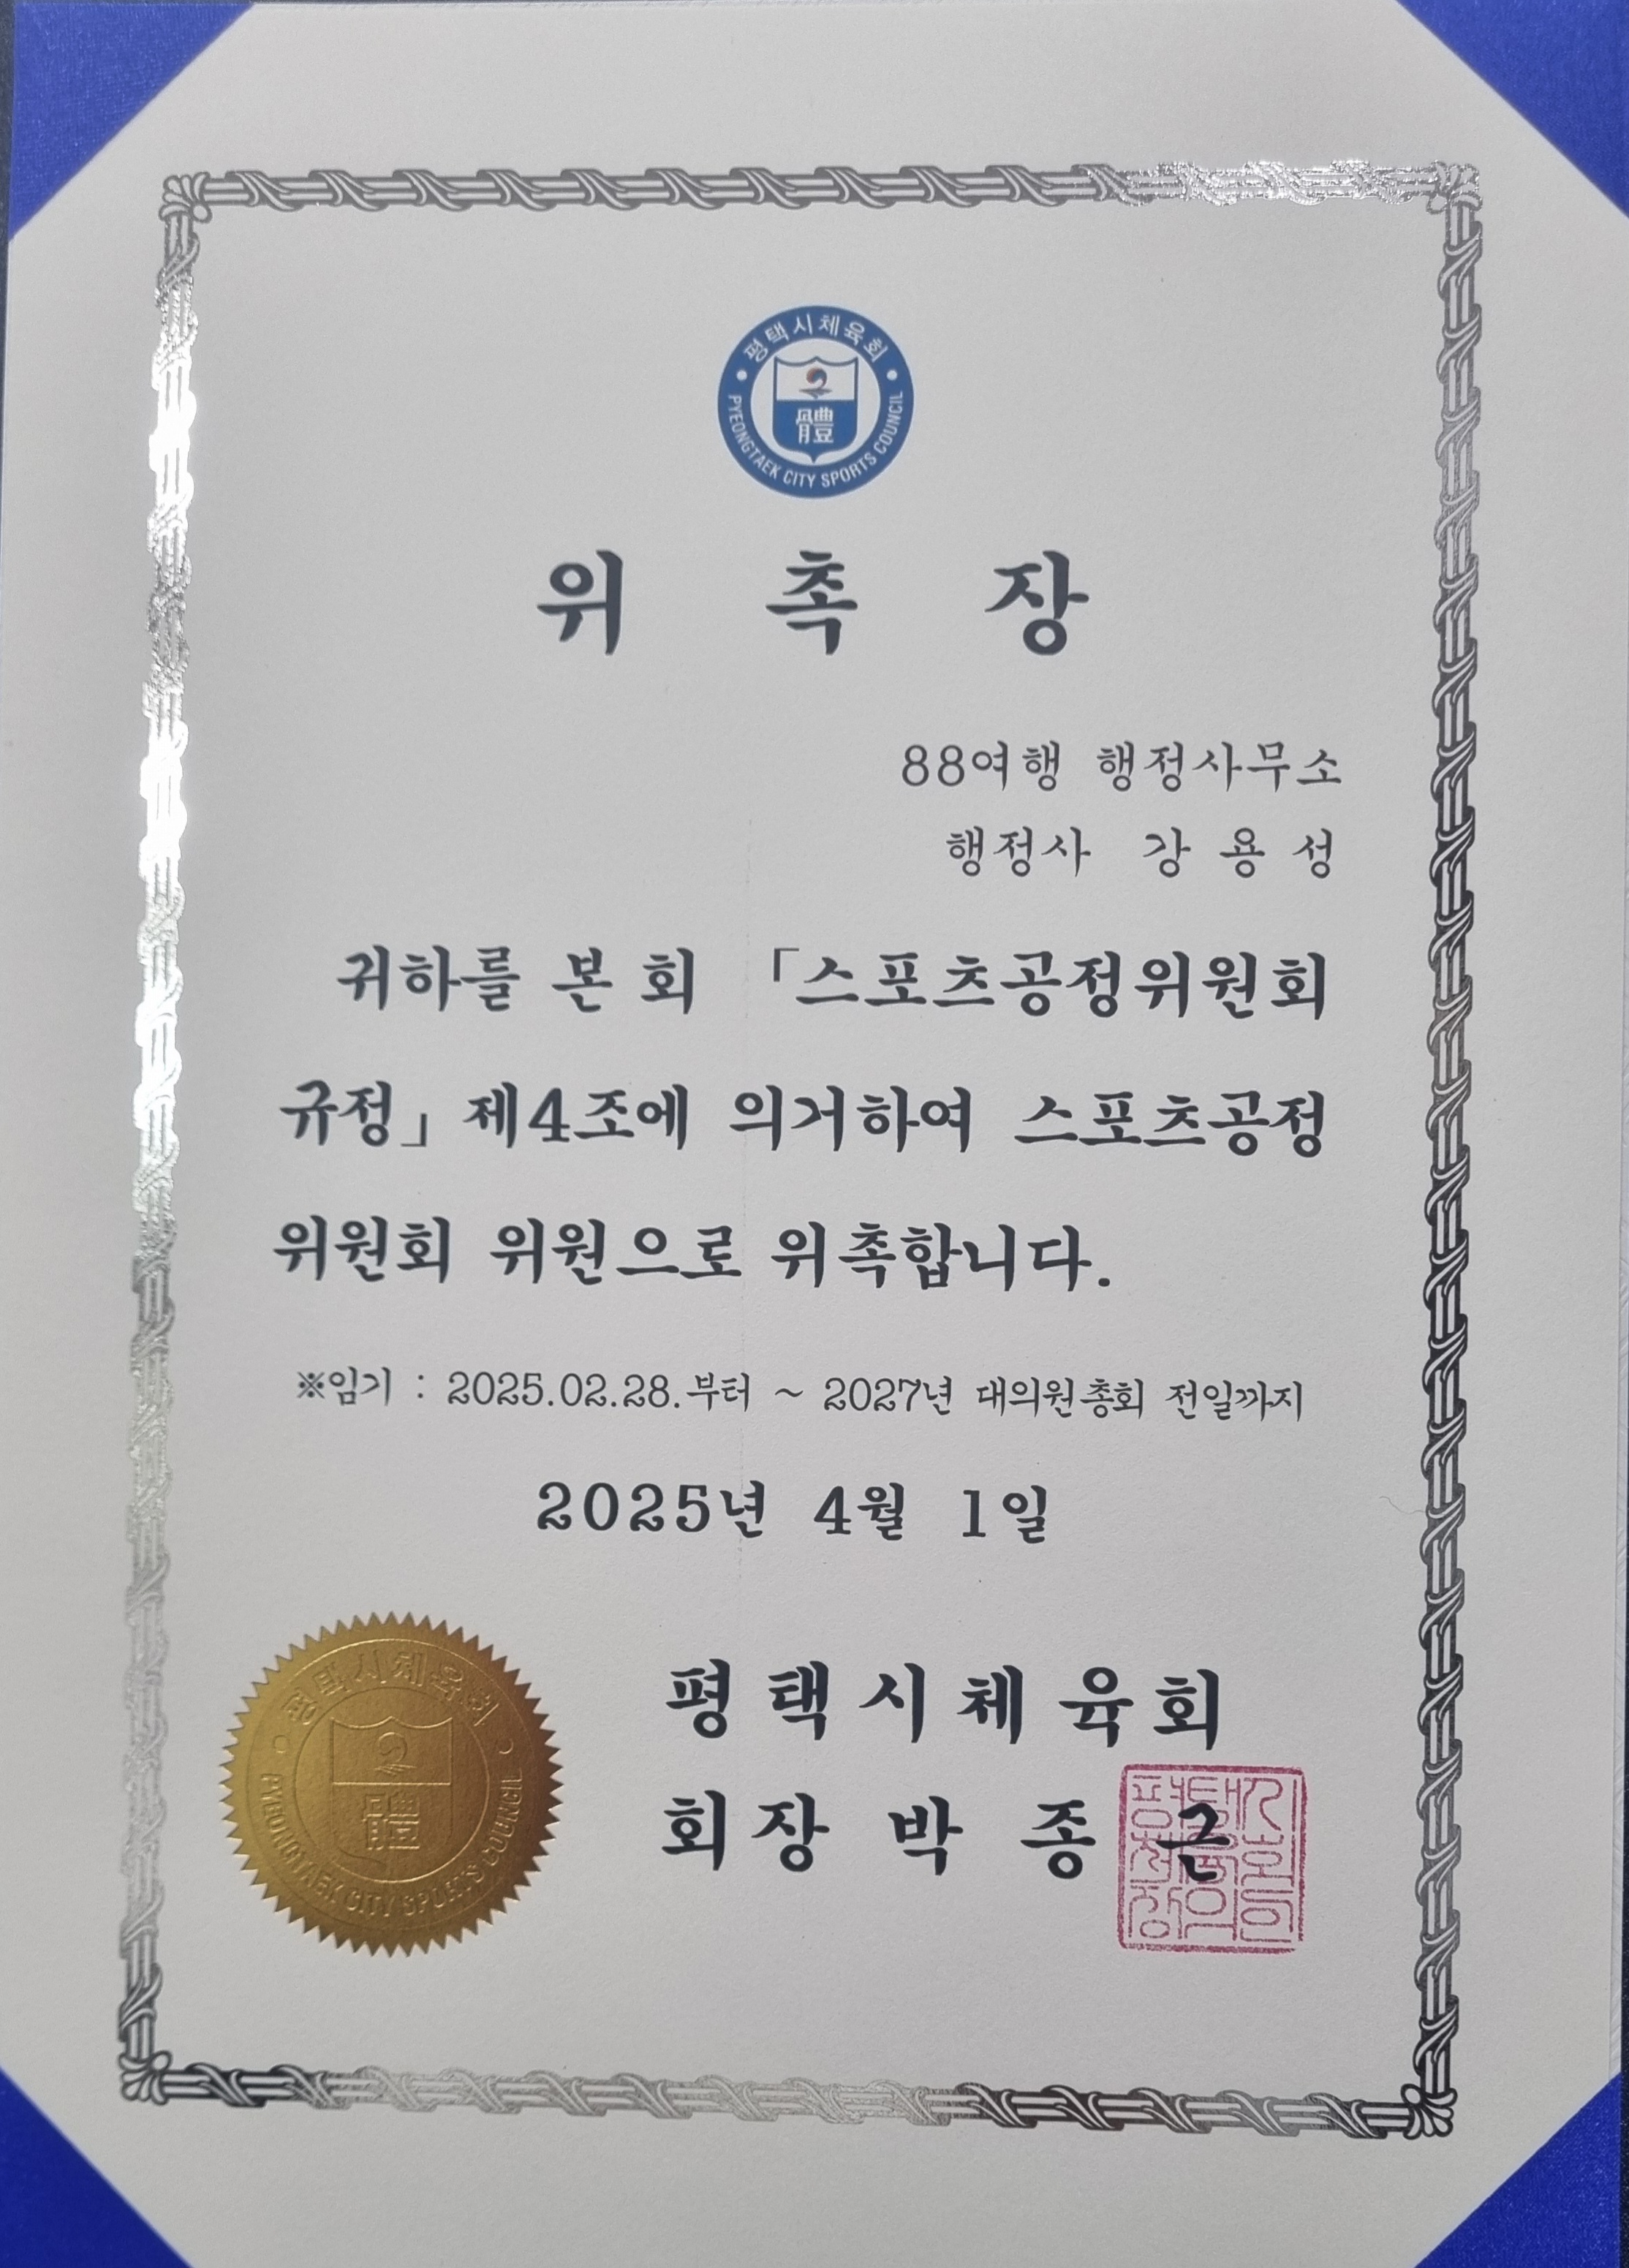 평택시체육회
PYEONGTAEK CITY SPORTS COUNCIL
體
위 촉 장
88여행 행정사무소
행정사 강 용 성
귀하를 본 회 「스포츠공정위원회
규정」 제4조에 의거하여 스포츠공정
위원회 위원으로 위촉합니다.
※임기 : 2025.02.28.부터 ~ 2027년 대의원총회 전일까지
2025년 4월 1일
평택시체육회
회장 박 종 근
평택시체육회
體
PYEONGTAEK CITY SPORTS COUNCIL